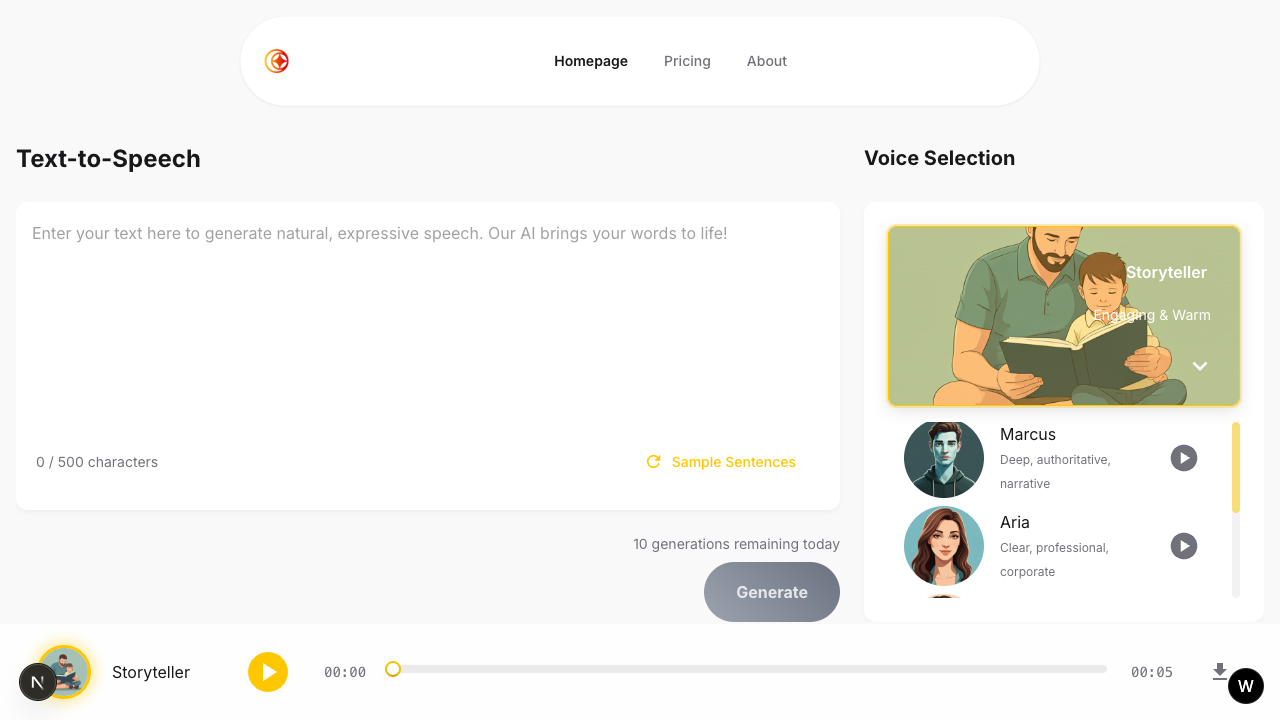 Homepage
Pricing
About
Text-to-Speech
Voice Selection
Enter your text here to generate natural, expressive speech. Our AI brings your words to life!
0 / 500 characters
Sample Sentences
Storyteller
Engaging & Warm
Marcus
Deep, authoritative,
narrative
Aria
Clear, professional,
corporate
10 generations remaining today
Generate
N
Storyteller
00:00
00:05
W